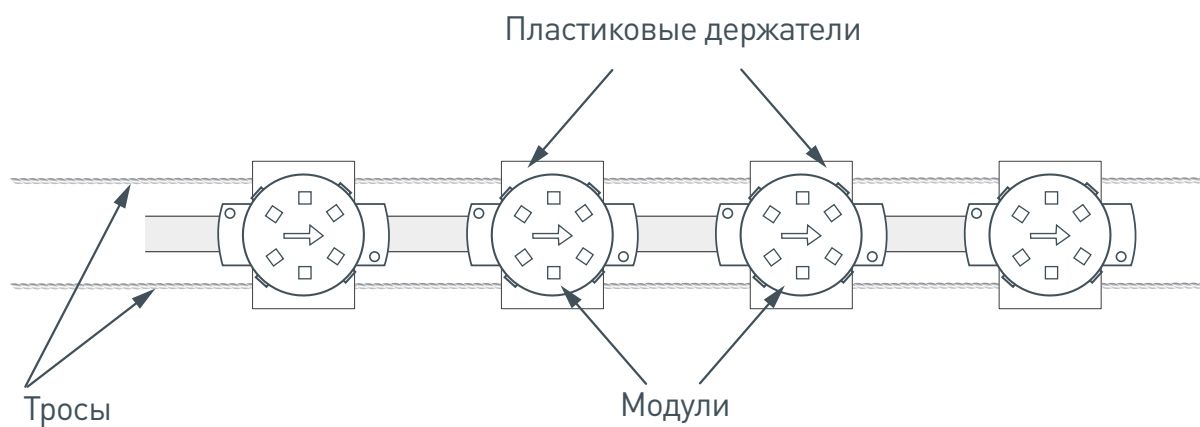 Пластиковые держатели
Тросы
Модули